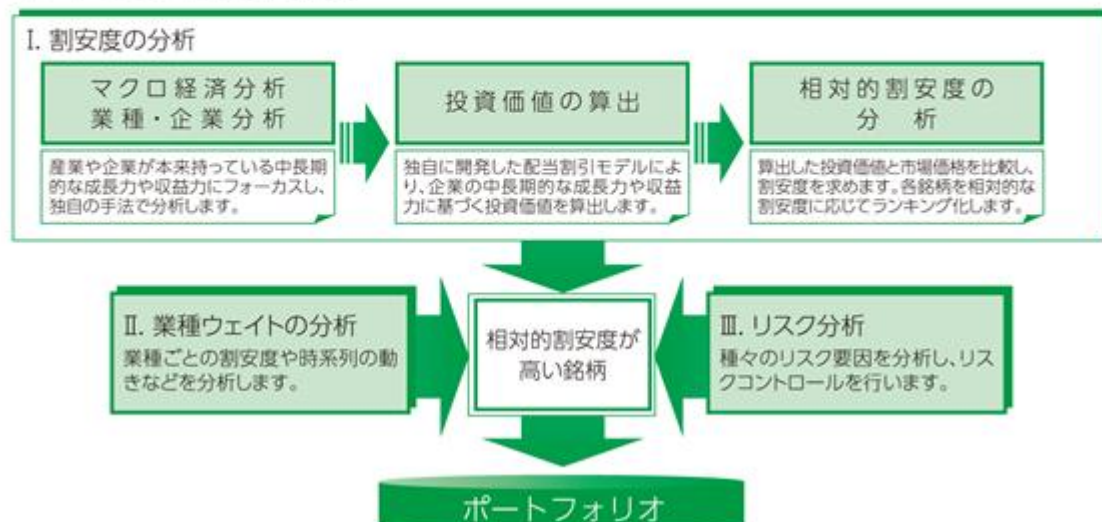 Ⅰ. 割安度の分析
マクロ経済分析
業種・企業分析
産業や企業が本来持っている中長期
的な成長力や収益力にフォーカスし、
独自の手法で分析します。
投資価値の算出
独自に開発した配当割引モデルによ
り、企業の中長期的な成長力や収益
力に基づく投資価値を算出します。
相対的割安度の
分析
算出した投資価値と市場価格を比較し、
割安度を求めます。各銘柄を相対的な
割安度に応じてランキング化します。
Ⅱ. 業種ウェイトの分析
業種ごとの割安度や時系列の動
きなどを分析します。
相対的割安度が
高い銘柄
Ⅲ. リスク分析
種々のリスク要因を分析し、リス
クコントロールを行います。
ポートフォリオ